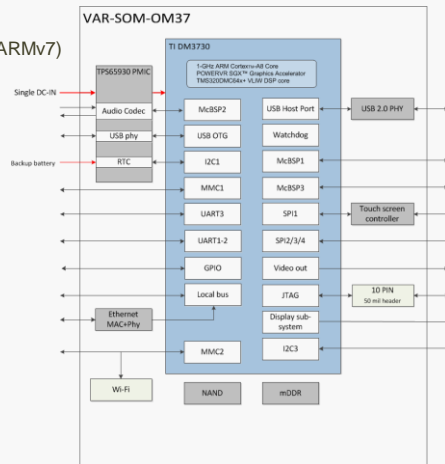 VAR-SOM-OM37
ARMv7)
TI DM3730
1-GHz ARM Cortex™-A8 Core
POWERVR SGX™ Graphics Accelerator
TMS320DMC64x+ VLIW DSP core
TPS65930 PMIC
Single DC-IN
Audio Codec
McBSP2
USB Host Port
USB 2.0 PHY
USB phy
USB OTG
Watchdog
Backup battery
RTC
I2C1
McBSP1
MMC1
McBSP3
UART3
SPI1
Touch screen
controller
UART1-2
SPI2/3/4
GPIO
Video out
Local bus
JTAG
10 PIN
50 mil header
Ethernet
MAC+Phy
Display sub-
system
MMC2
I2C3
Wi-Fi
NAND
mDDR